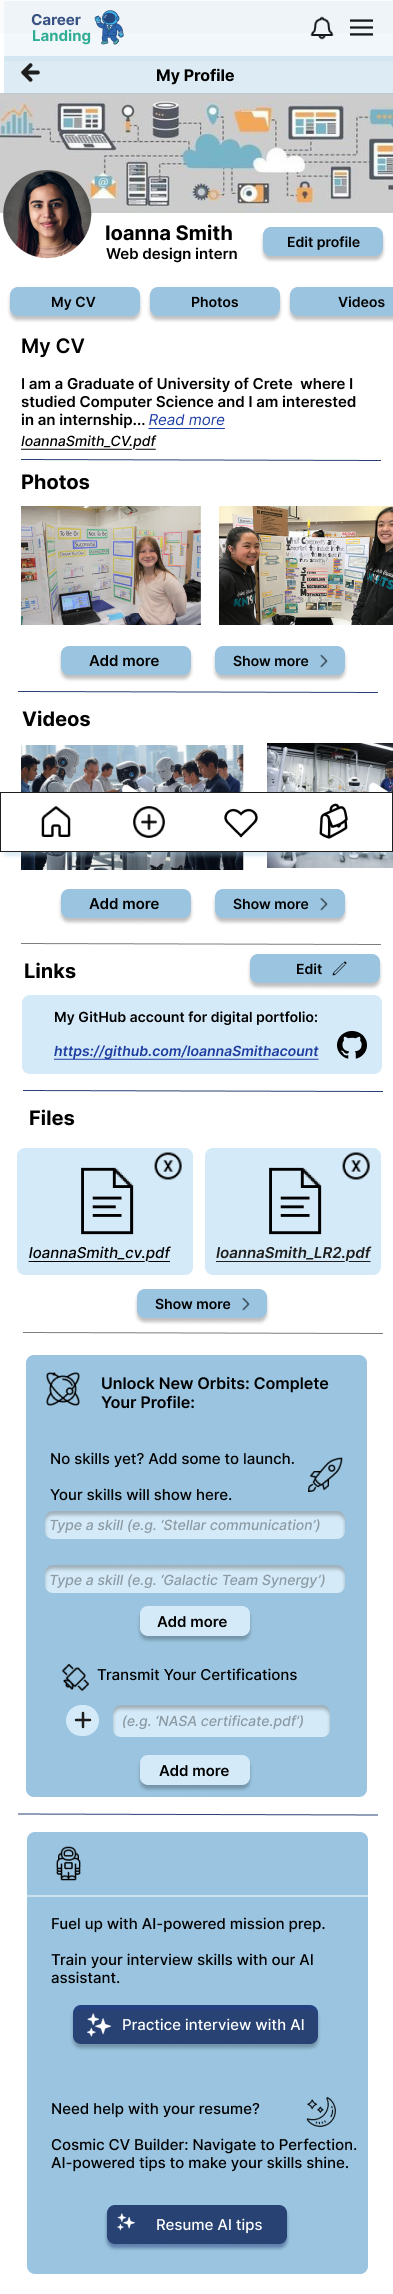 Career
Landing
My Profile
Ioanna Smith
Web design intern
Edit profile
My CV
Photos
Videos
My CV
I am a Graduate of University of Crete where I
studied Computer Science and I am interested
in an internship... Read more
IoannaSmith_CV.pdf
Photos
To Be Or Not To Be
Successful
Add more
Show more
Videos
Add more
Show more
Links
Edit
My GitHub account for digital portfolio:
https://github.com/IoannaSmithacount
Files
X
X
IoannaSmith_cv.pdf
IoannaSmith_LR2.pdf
Show more
Unlock New Orbits: Complete
Your Profile:
No skills yet? Add some to launch.
Your skills will show here.
Type a skill (e.g. ‘Stellar communication’)
Type a skill (e.g. ‘Galactic Team Synergy’)
Add more
Transmit Your Certifications
(e.g. ‘NASA certificate.pdf’)
Add more
Fuel up with AI-powered mission prep.
Train your interview skills with our AI
assistant.
Practice interview with AI
Need help with your resume?
Cosmic CV Builder: Navigate to Perfection.
AI-powered tips to make your skills shine.
Resume AI tips